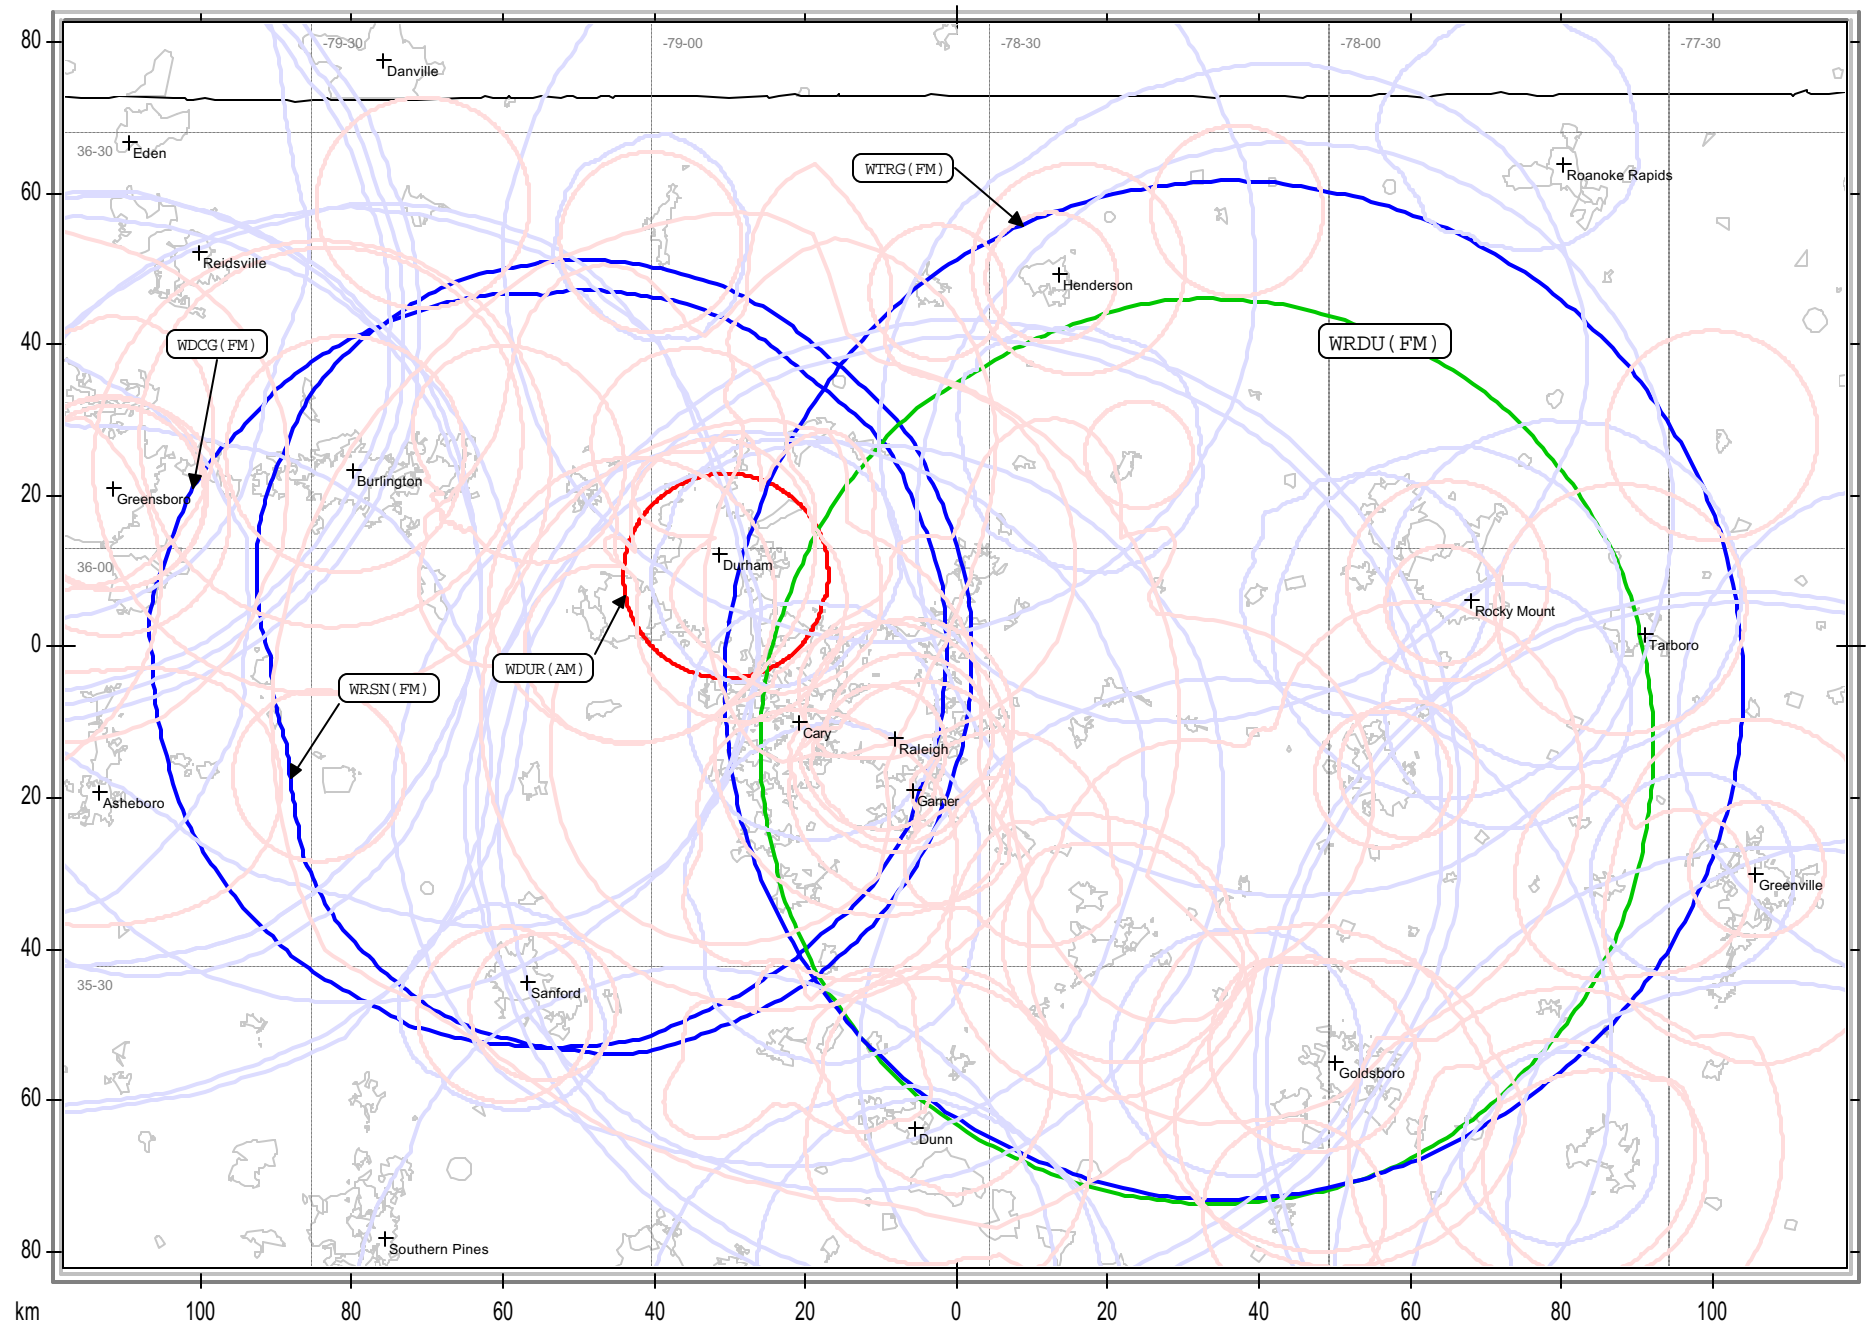 80
-79-30
-79-00
-78-30
-78-00
-77-30
Danville
36-30
Eden
WTRG(FM)
Roanoke Rapids
60
Reidsville
Henderson
40
WDCG(FM)
WRDU(FM)
20
Greensboro
Burlington
36-00
Durham
Rocky Mount
0
WDUR(AM)
Tarboro
WRSN(FM)
Cary
Raleigh
20
Asheboro
Garner
Greenville
40
35-30
Sanford
Goldsboro
60
Dunn
80
Southern Pines
km 100 80 60 40 20 0 20 40 60 80 100